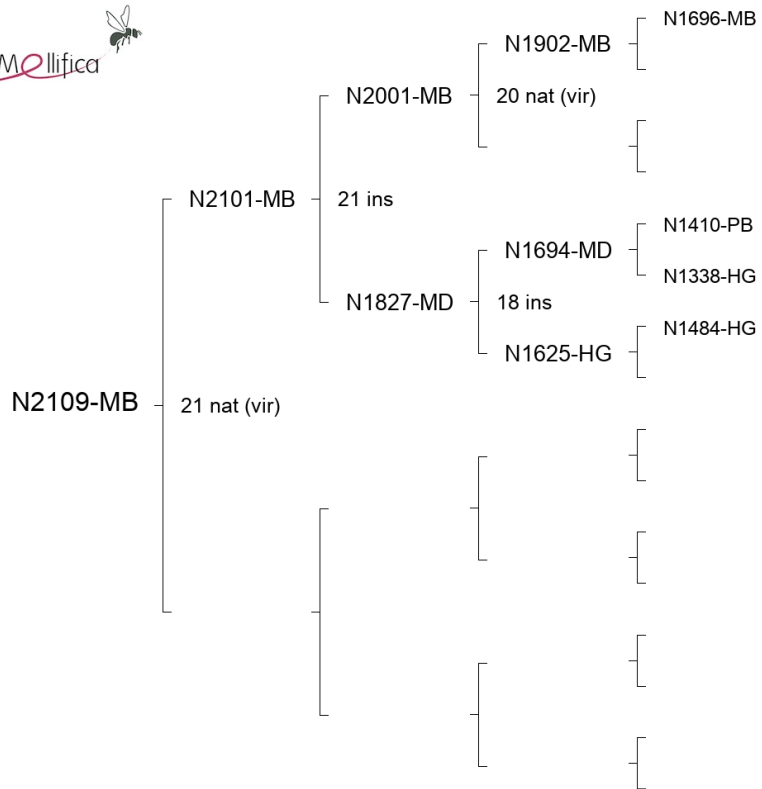 Mellifica
N1696-MB
N1902-MB
N2001-MB
20 nat (vir)
N2101-MB
21 ins
N1410-PB
N1694-MD
N1338-HG
N1827-MD
18 ins
N1484-HG
N1625-HG
N2109-MB
21 nat (vir)